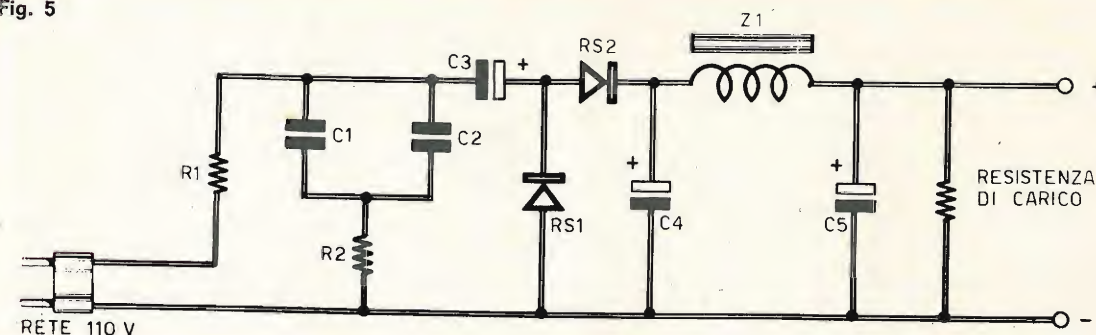 Fig. 5
Z1
RS2
C3
+
+
C1
C2
R1
+
+
RESISTENZA
DI CARICO
RS1
C4
C5
R2
-
RETE 110 V